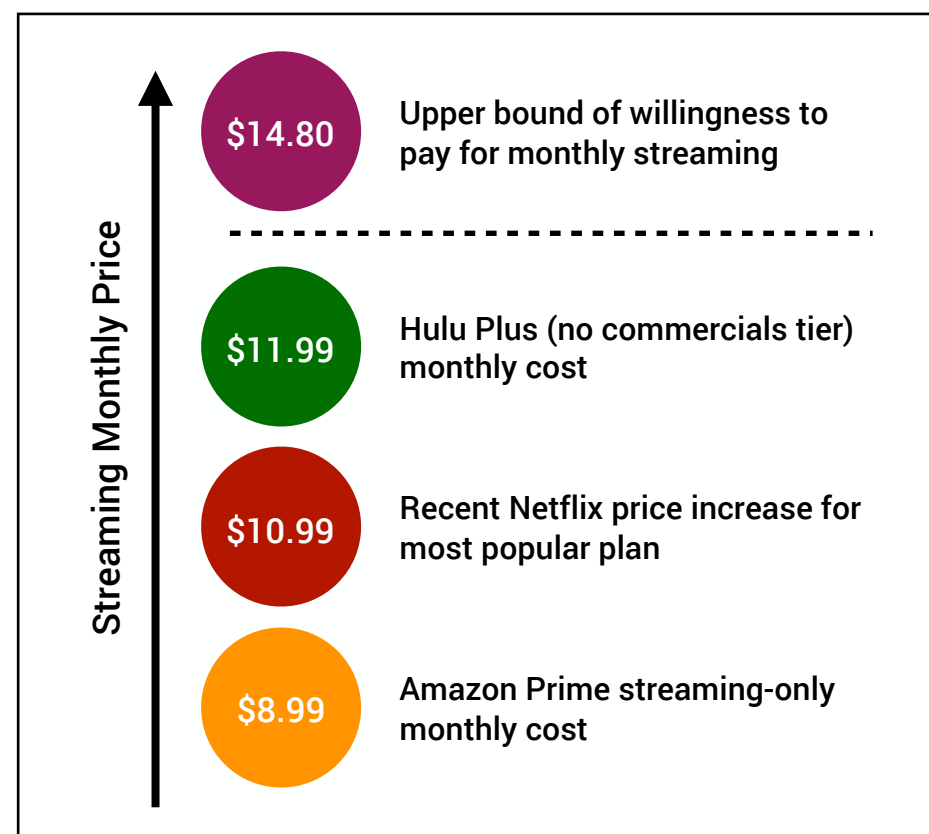 $14.80
Upper bound of willingness to
pay for monthly streaming
Streaming Monthly Price
$11.99
Hulu Plus (no commercials tier)
monthly cost
$10.99
Recent Netflix price increase for
most popular plan
$8.99
Amazon Prime streaming-only
monthly cost